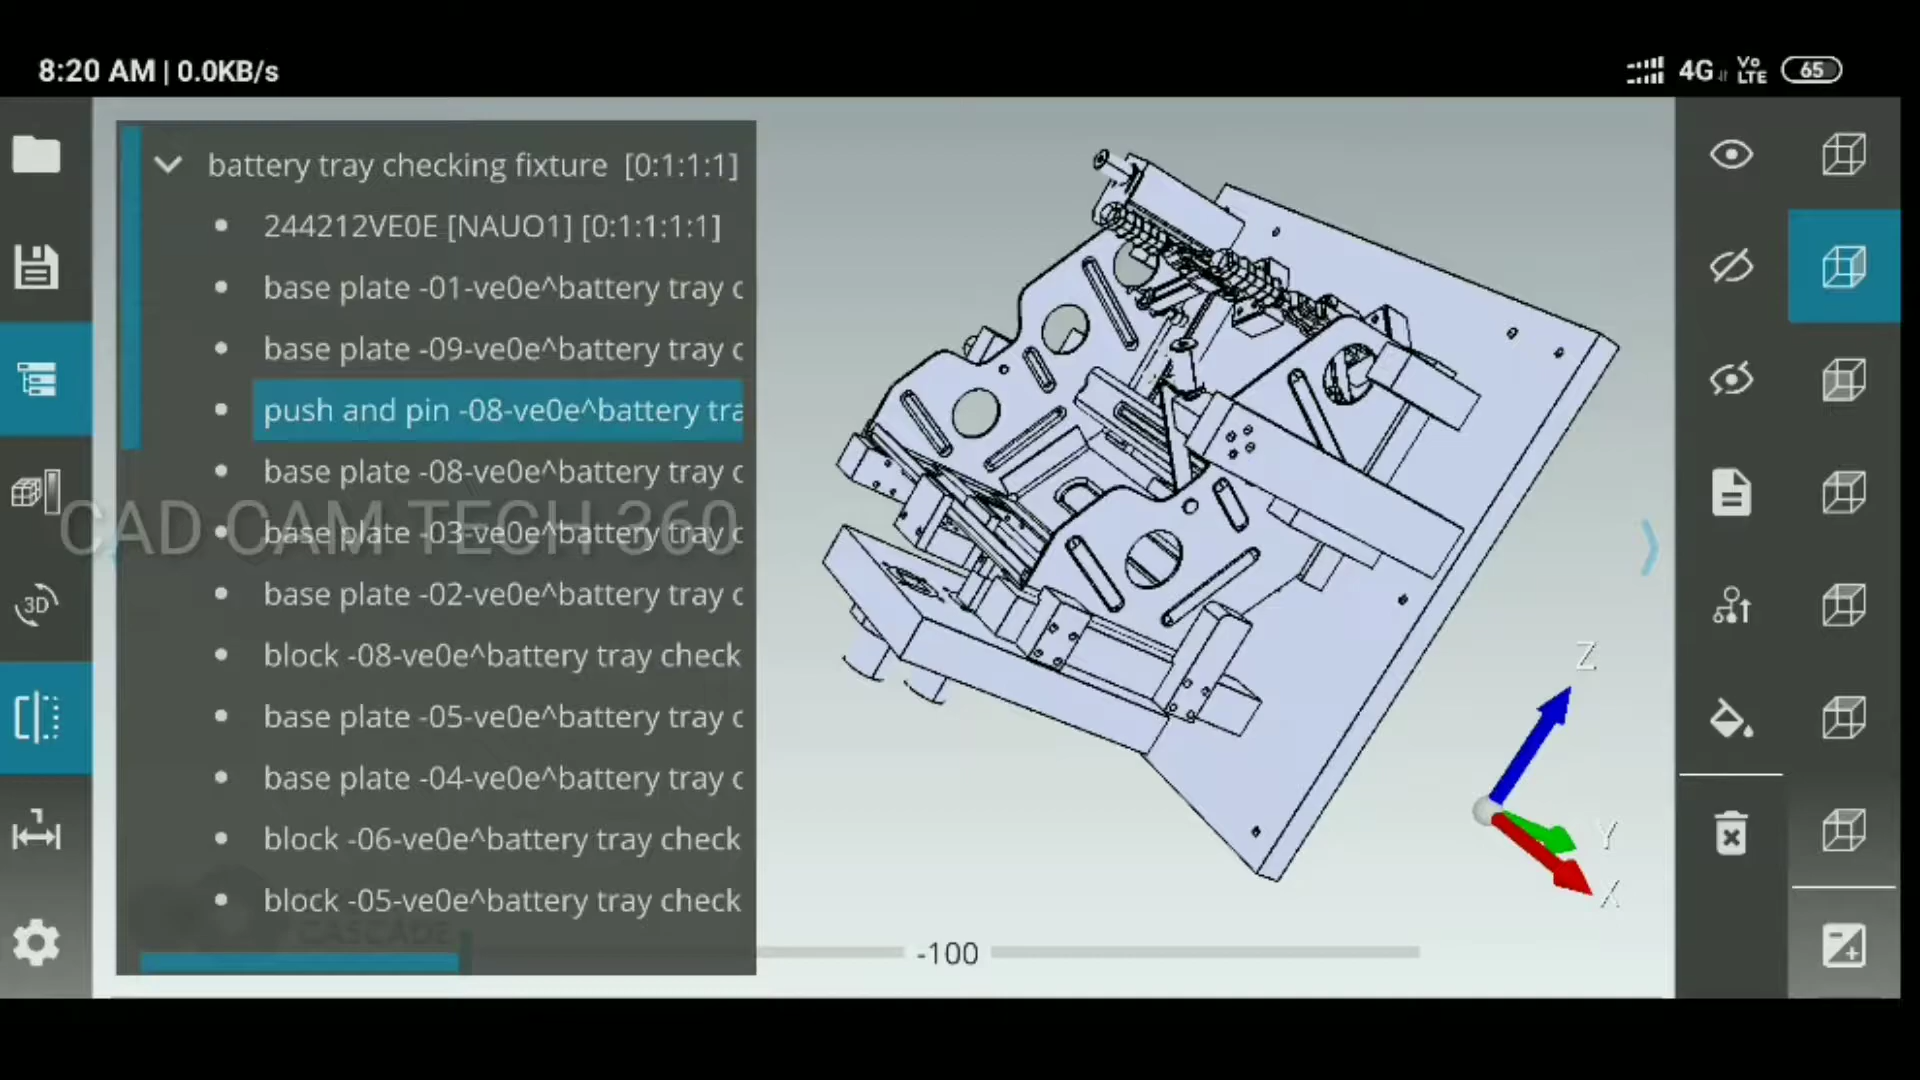 8:20 AM | 0.0KB/s
4G Vo LTE 65
battery tray checking fixture [0:1:1:1]
244212VE0E [NAUO1] [0:1:1:1:1]
base plate -01-ve0e^battery tray c
base plate -09-ve0e^battery tray c
push and pin -08-ve0e^battery tra
base plate -08-ve0e^battery tray c
CAD CAM TECH 360
base plate -03-ve0e^battery tray c
base plate -02-ve0e^battery tray c
block -08-ve0e^battery tray check
base plate -05-ve0e^battery tray c
base plate -04-ve0e^battery tray c
block -06-ve0e^battery tray check
block -05-ve0e^battery tray check
CASCADE
-100
3D
Z
Y
X